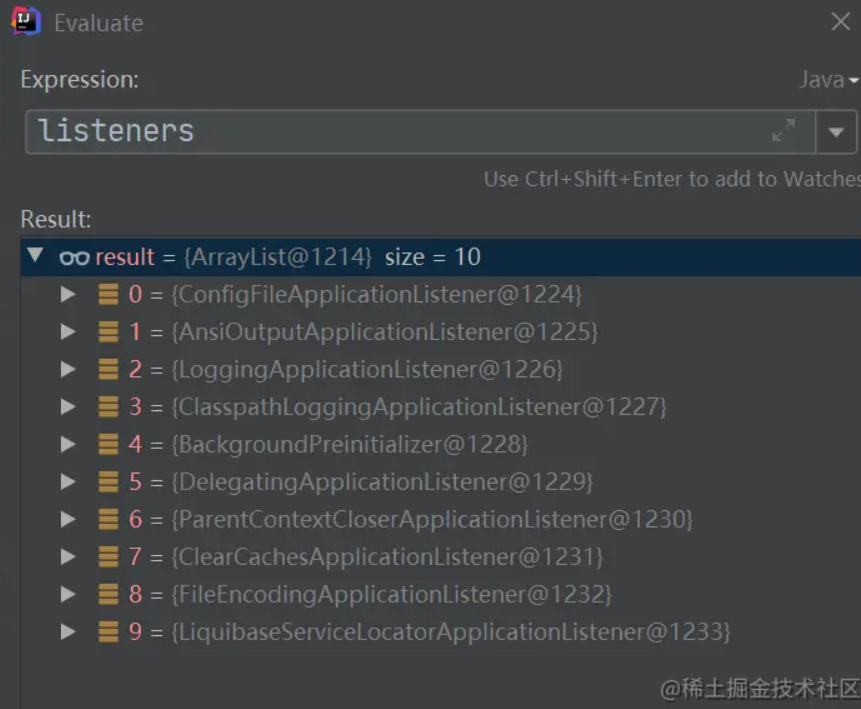 IJ
Evaluate
Expression:
Java
listeners
Use Ctrl+Shift+Enter to add to Watches
Result:
result = {ArrayList@1214} size = 10
0 = {ConfigFileApplicationListener@1224}
1 = {AnsiOutputApplicationListener@1225}
2 = {LoggingApplicationListener@1226}
3 = {ClasspathLoggingApplicationListener@1227}
4 = {BackgroundPreinitializer@1228}
5 = {DelegatingApplicationListener@1229}
6 = {ParentContextCloserApplicationListener@1230}
7 = {ClearCachesApplicationListener@1231}
8 = {FileEncodingApplicationListener@1232}
9 = {LiquibaseServiceLocatorApplicationListener@1233}
@稀土掘金技术社区